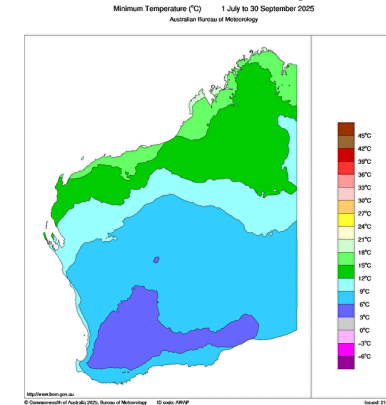 Minimum Temperature (°C) 1 July to 30 September 2025
Australian Bureau of Meteorology
45°C
42°C
39°C
36°C
33°C
30°C
27°C
24°C
21°C
18°C
15°C
12°C
9°C
6°C
3°C
0°C
-3°C
-6°C
http://www.bom.gov.au
© Commonwealth of Australia 2025, Bureau of Meteorology ID code: AWAP Issued: 21